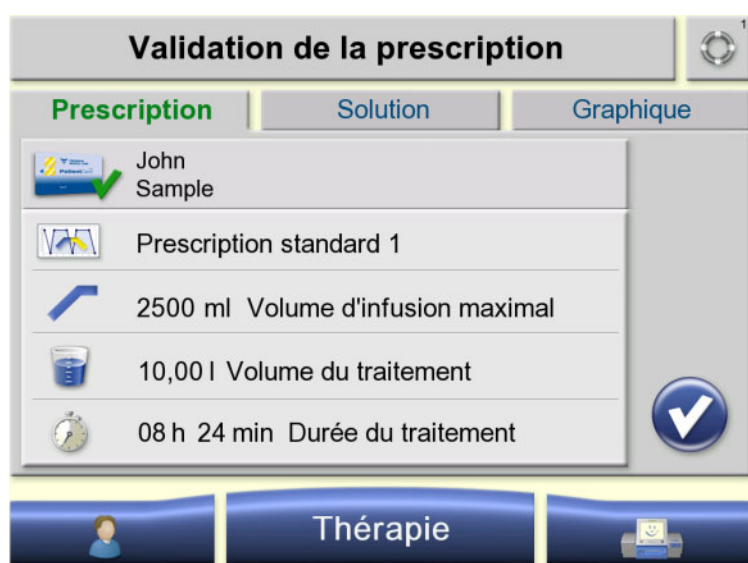 Validation de la prescription
1
Prescription
Solution
Graphique
John
Sample
Prescription standard 1
2500 ml Volume d'infusion maximal
10,00 l Volume du traitement
08 h 24 min Durée du traitement
Thérapie